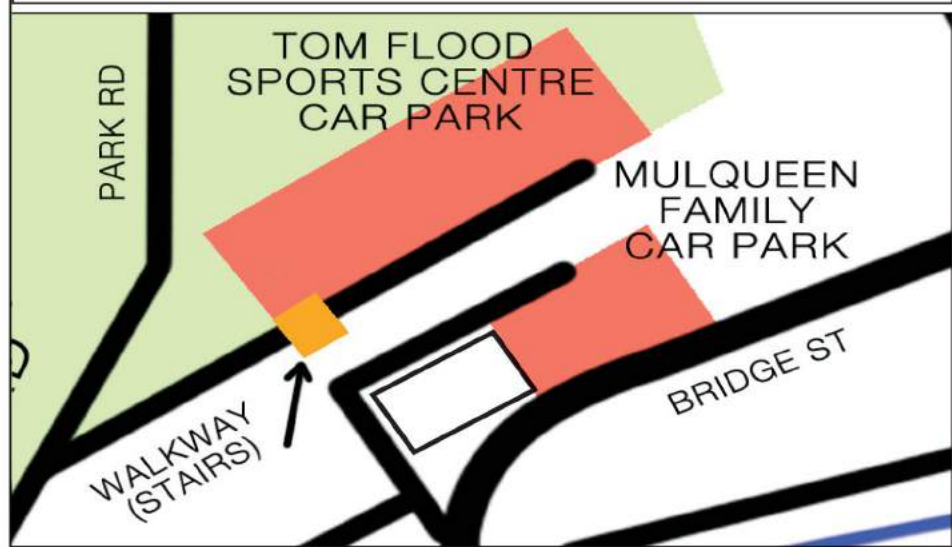 TOM FLOOD
SPORTS CENTRE
CAR PARK
PARK RD
MULQUEEN
FAMILY
CAR PARK
BRIDGE ST
WALKWAY
(STAIRS)